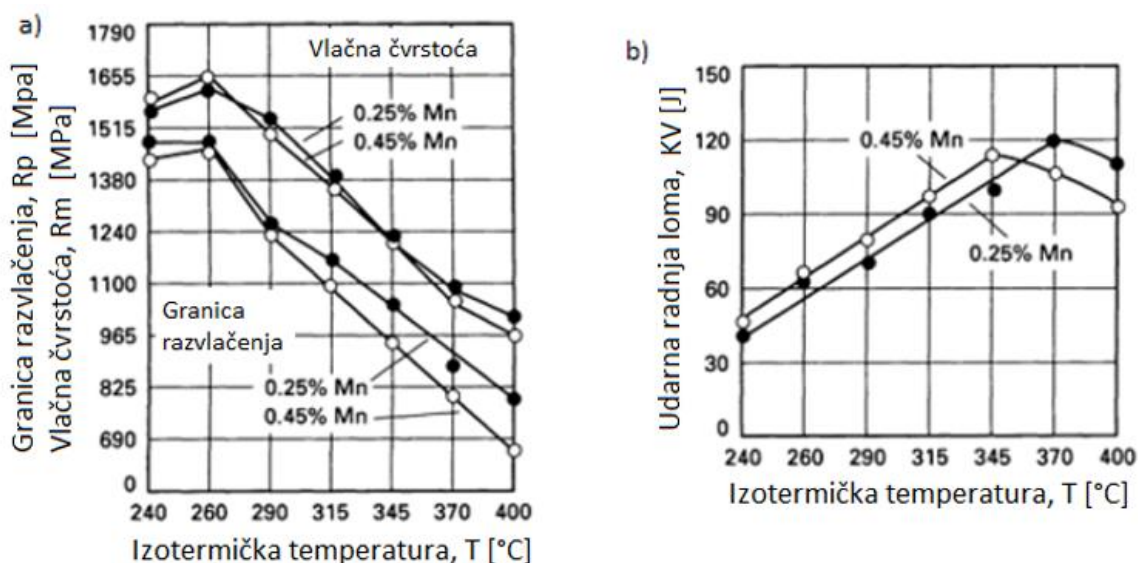 a)
Granica razvlačenja, Rp [Mpa]
Vlačna čvrstoća, Rm [MPa]
1790
1655
1515
1380
1240
1100
965
825
690
0
Vlačna čvrstoća
0.25% Mn
0.45% Mn
Granica
razvlačenja
0.25% Mn
0.45% Mn
240 260 290 315 345 370 400
Izotermička temperatura, T [°C]
b)
Udarna radnja loma, KV [J]
150
120
90
60
30
0
0.45% Mn
0.25% Mn
240 260 290 315 345 370 400
Izotermička temperatura, T [°C]